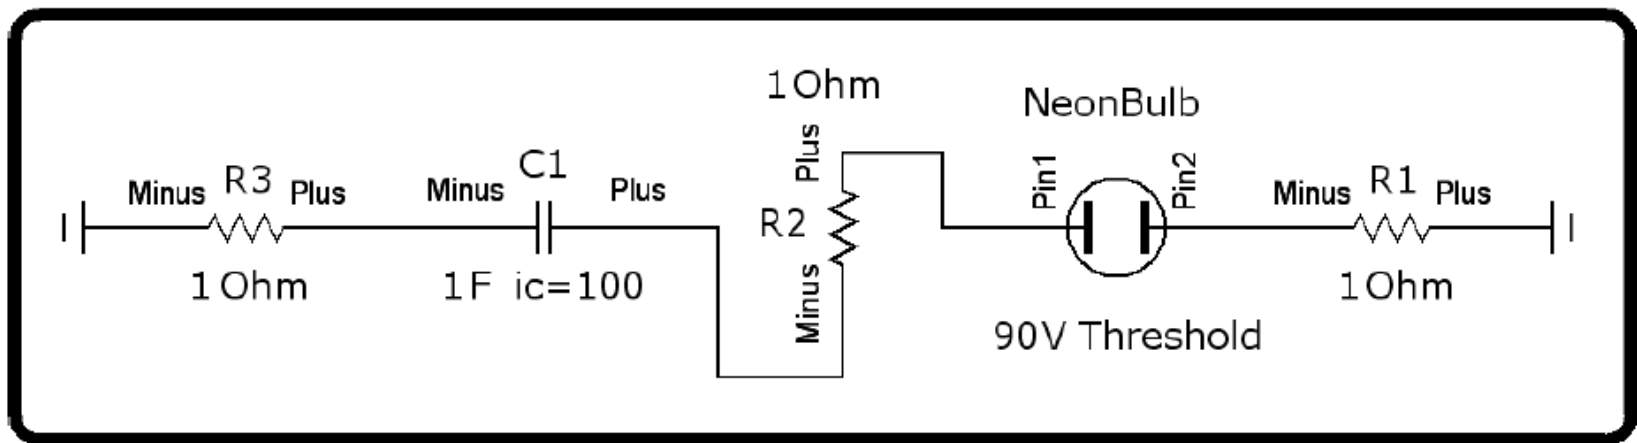 Minus R3 Plus
1Ohm
Minus C1 Plus
1F ic=100
1Ohm
Plus
R2
Minus
NeonBulb
Pin1
Pin2
90V Threshold
Minus R1 Plus
1Ohm